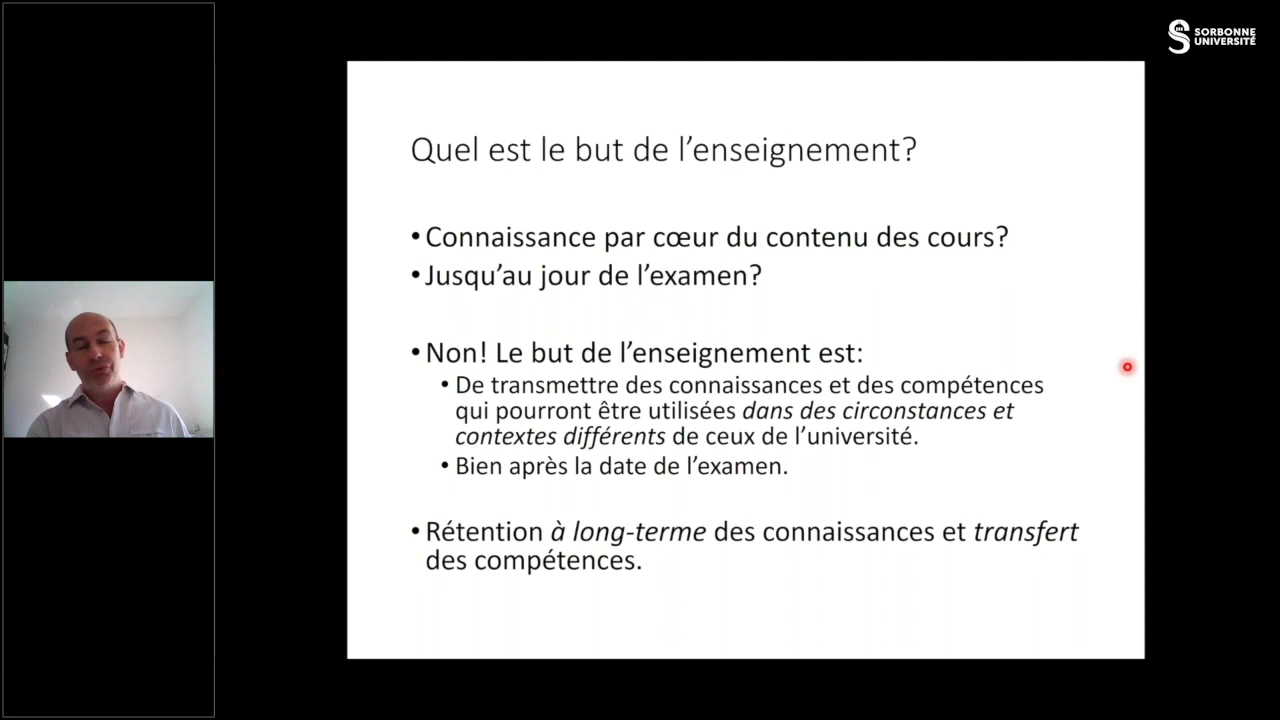 SORBONNE
UNIVERSITÉ
Quel est le but de l’enseignement?
• Connaissance par cœur du contenu des cours?
• Jusqu’au jour de l’examen?
• Non! Le but de l’enseignement est:
• De transmettre des connaissances et des compétences
qui pourront être utilisées dans des circonstances et
contextes différents de ceux de l’université.
• Bien après la date de l’examen.
• Rétention à long-terme des connaissances et transfert
des compétences.